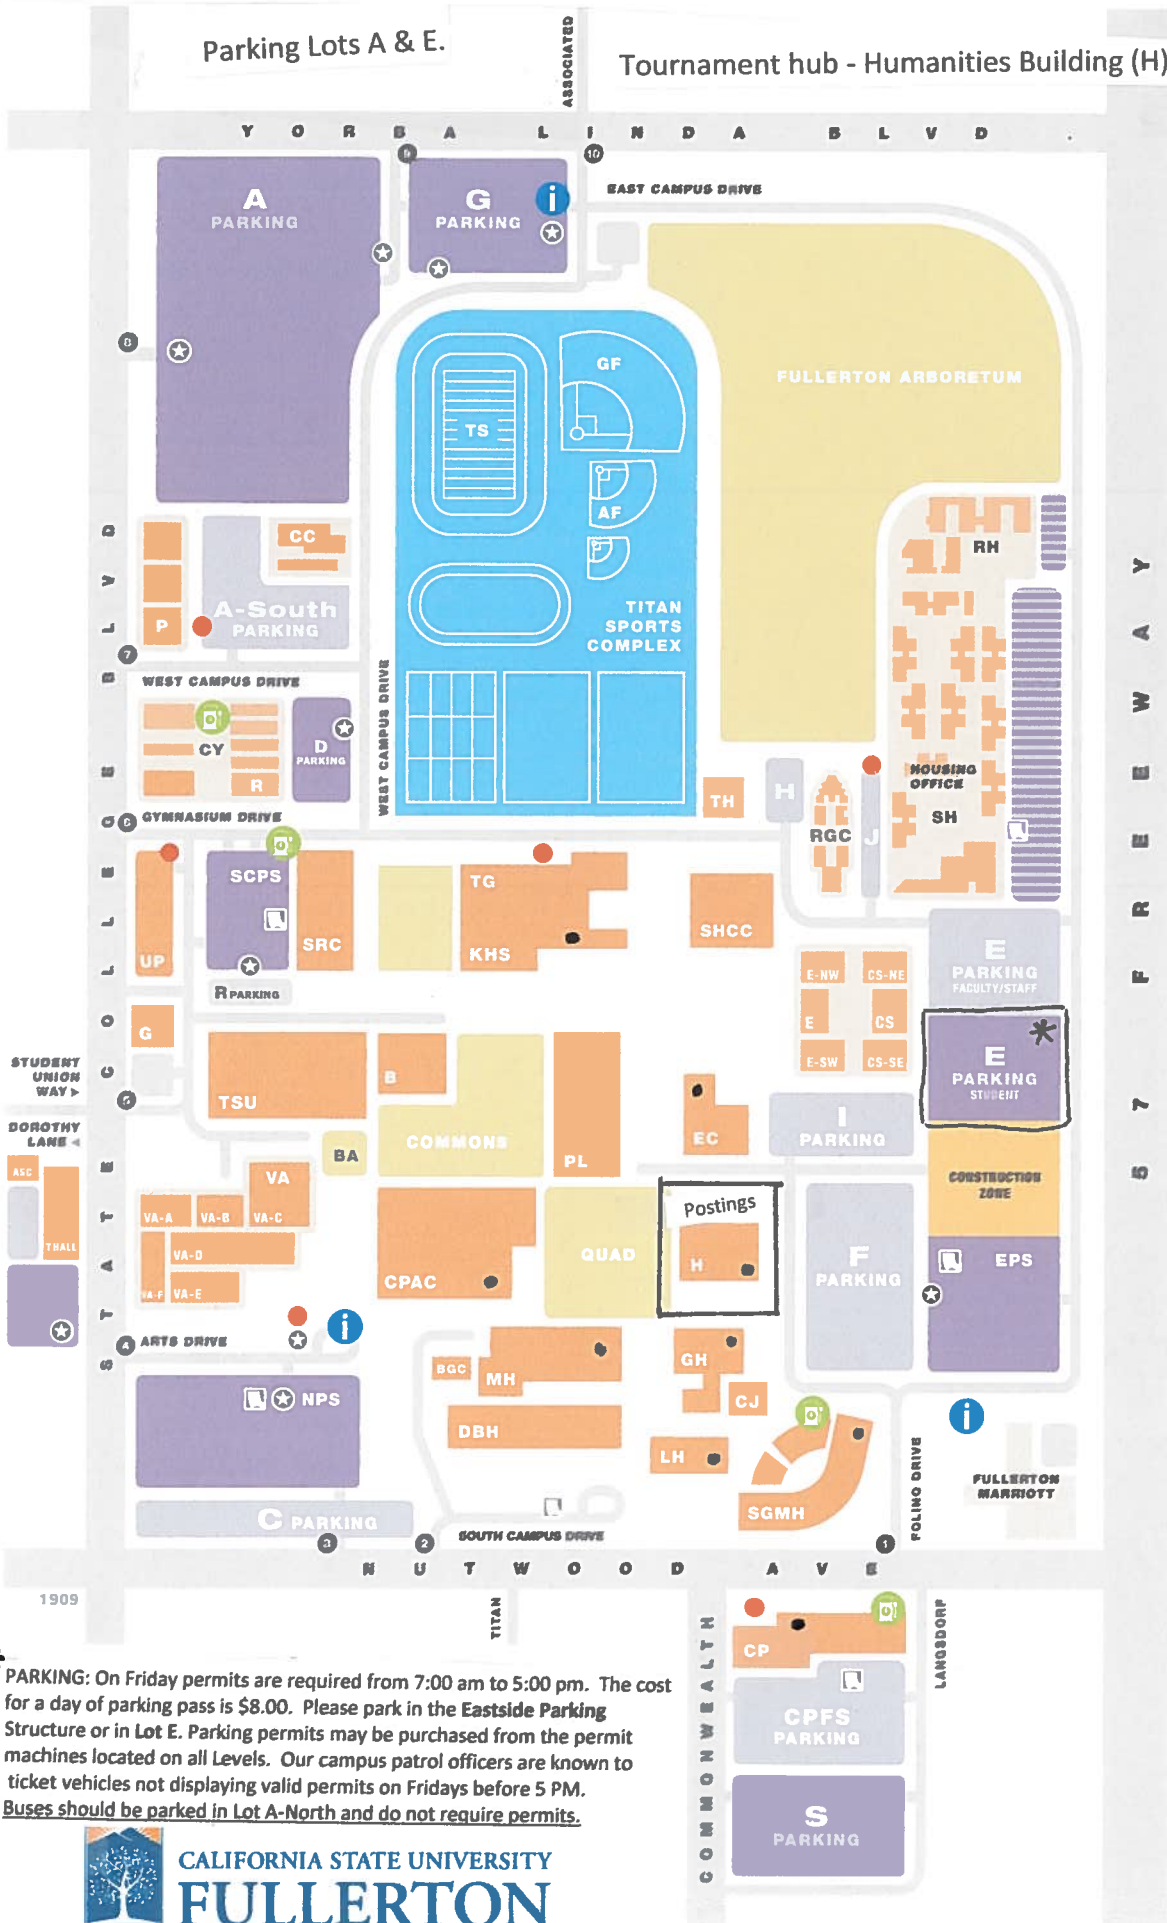 Parking Lots A & E.
Tournament hub - Humanities Building (H)
ASSOCIATED
YORBA LINDA BLVD.
9
10
A
PARKING
G
PARKING
i
EAST CAMPUS DRIVE
8
GF
TS
AF
FULLERTON ARBORETUM
TITAN
SPORTS
COMPLEX
RH
CC
P
A-South
PARKING
7
WEST CAMPUS DRIVE
WEST CAMPUS DRIVE
CY
R
D
PARKING
6
GYMNASIUM DRIVE
TH
H
RGC
J
HOUSING
OFFICE
SH
STATE COLLEGE BLVD
57 FREEWAY
UP
SCPS
SRC
R PARKING
TG
KHS
SHCC
E
PARKING
FACULTY/STAFF
E-NW
CS-NE
E
CS
E-SW
CS-SE
E
PARKING
STUDENT
G
STUDENT
UNION
WAY
5
DOROTHY
LANE
TSU
B
COMMONS
BA
PL
EC
I
PARKING
CONSTRUCTION
ZONE
ASC
THALL
VA
VA-A
VA-B
VA-C
VA-D
VA-F
VA-E
CPAC
QUAD
Postings
H
F
PARKING
EPS
4
ARTS DRIVE
i
BGC
MH
GH
CJ
DBH
LH
SGMH
NPS
C PARKING
i
FULLERTON
MARRIOTT
FOLINO DRIVE
SOUTH CAMPUS DRIVE
3
2
1
NUTWOOD AVE
1909
TITAN
COMMONWEALTH
LANGSDORF
CP
CPFS
PARKING
S
PARKING
PARKING: On Friday permits are required from 7:00 am to 5:00 pm. The cost
for a day of parking pass is $8.00. Please park in the Eastside Parking
Structure or in Lot E. Parking permits may be purchased from the permit
machines located on all Levels. Our campus patrol officers are known to
ticket vehicles not displaying valid permits on Fridays before 5 PM.
Buses should be parked in Lot A-North and do not require permits.
CALIFORNIA STATE UNIVERSITY
FULLERTON